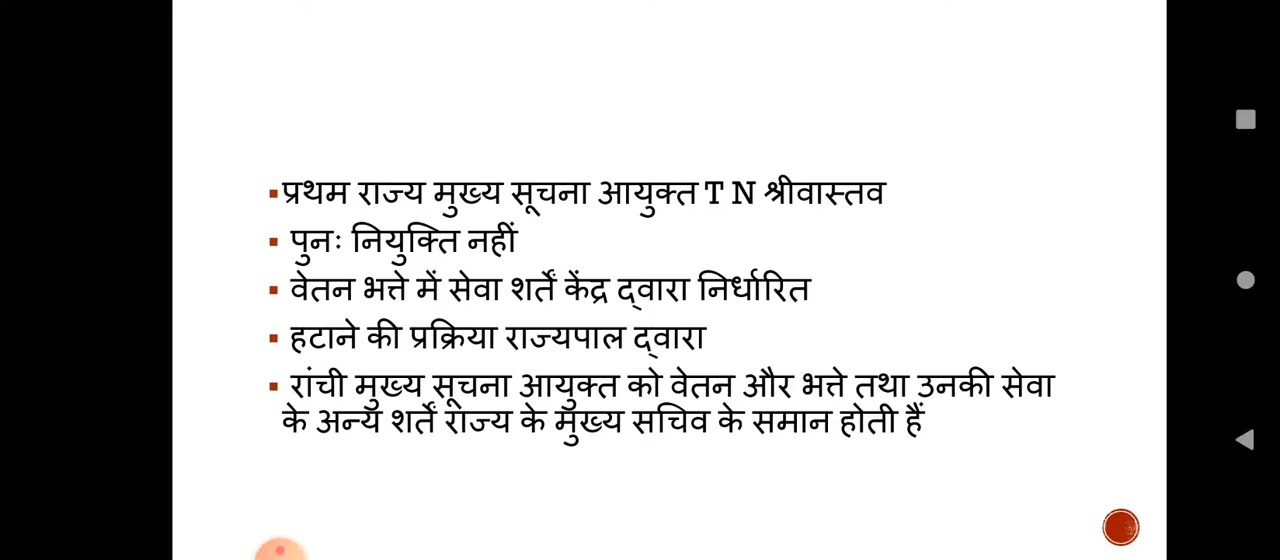 ▪प्रथम राज्य मुख्य सूचना आयुक्त T N श्रीवास्तव
▪ पुनः नियुक्ति नहीं
▪ वेतन भत्ते में सेवा शर्तें केंद्र द्वारा निर्धारित
▪ हटाने की प्रक्रिया राज्यपाल द्वारा
▪ रांची मुख्य सूचना आयुक्त को वेतन और भत्ते तथा उनकी सेवा
के अन्य शर्तें राज्य के मुख्य सचिव के समान होती हैं